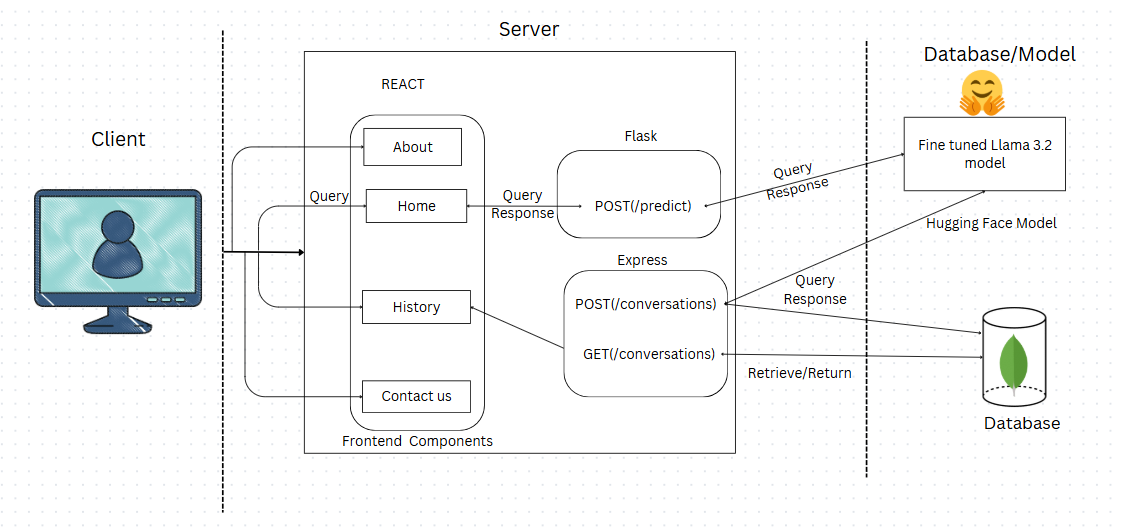 Server
Database/Model
Client
REACT
About
Home
History
Contact us
Frontend Components
Query
Query
Response
Flask
POST(/predict)
Express
POST(/conversations)
GET(/conversations)
Query
Response
Fine tuned Llama 3.2
model
Hugging Face Model
Query
Response
Retrieve/Return
Database